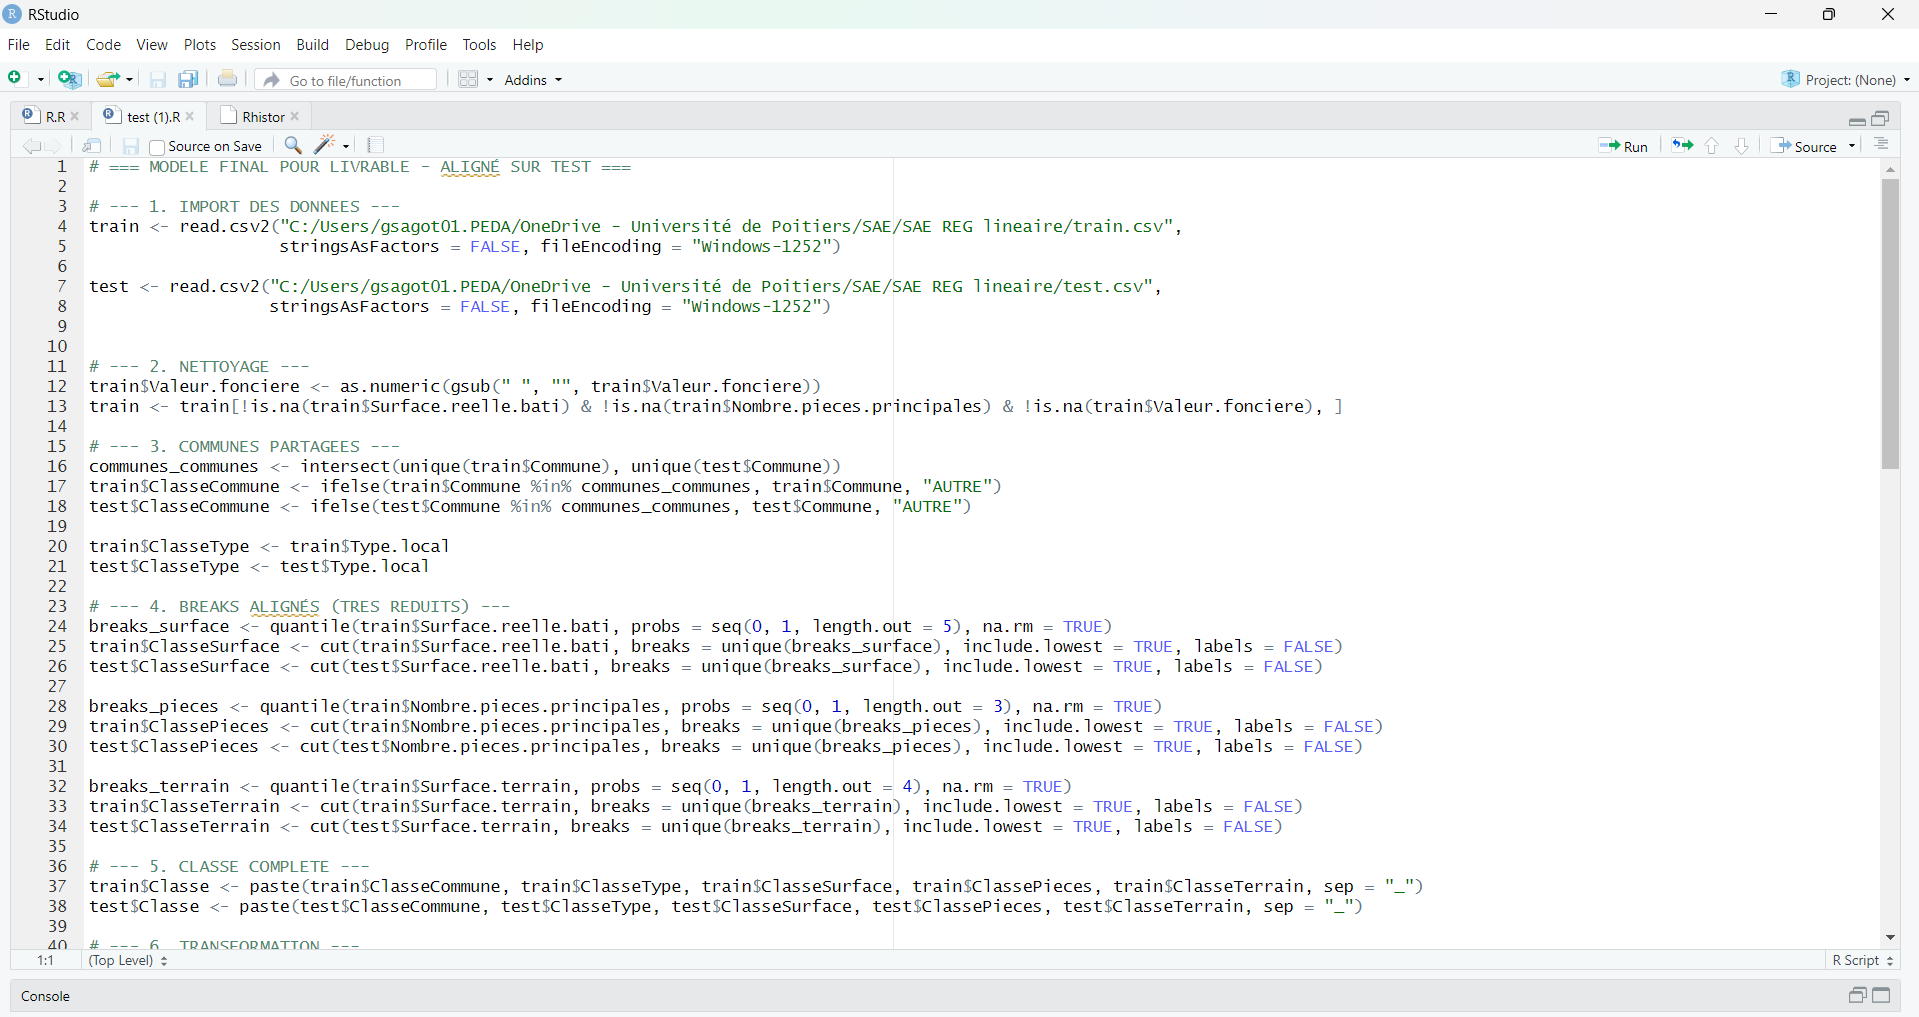 RStudio
File Edit Code View Plots Session Build Debug Profile Tools Help
Go to file/function Addins Project: (None)
R.R test (1).R Rhistor
Source on Save Run Source
1 # === MODELE FINAL POUR LIVRABLE - ALIGNÉ SUR TEST ===
2
3 # --- 1. IMPORT DES DONNEES ---
4 train <- read.csv2("C:/Users/gsagot01.PEDA/OneDrive - Université de Poitiers/SAE/SAE REG lineaire/train.csv",
5 stringsAsFactors = FALSE, fileEncoding = "Windows-1252")
6
7 test <- read.csv2("C:/Users/gsagot01.PEDA/OneDrive - Université de Poitiers/SAE/SAE REG lineaire/test.csv",
8 stringsAsFactors = FALSE, fileEncoding = "Windows-1252")
9
10
11 # --- 2. NETTOYAGE ---
12 train$Valeur.fonciere <- as.numeric(gsub(" ", "", train$Valeur.fonciere))
13 train <- train[!is.na(train$Surface.reelle.bati) & !is.na(train$Nombre.pieces.principales) & !is.na(train$Valeur.fonciere), ]
14
15 # --- 3. COMMUNES PARTAGEES ---
16 communes_communes <- intersect(unique(train$Commune), unique(test$Commune))
17 train$ClasseCommune <- ifelse(train$Commune %in% communes_communes, train$Commune, "AUTRE")
18 test$ClasseCommune <- ifelse(test$Commune %in% communes_communes, test$Commune, "AUTRE")
19
20 train$ClasseType <- train$Type.local
21 test$ClasseType <- test$Type.local
22
23 # --- 4. BREAKS ALIGNÉS (TRES REDUITS) ---
24 breaks_surface <- quantile(train$Surface.reelle.bati, probs = seq(0, 1, length.out = 5), na.rm = TRUE)
25 train$ClasseSurface <- cut(train$Surface.reelle.bati, breaks = unique(breaks_surface), include.lowest = TRUE, labels = FALSE)
26 test$ClasseSurface <- cut(test$Surface.reelle.bati, breaks = unique(breaks_surface), include.lowest = TRUE, labels = FALSE)
27
28 breaks_pieces <- quantile(train$Nombre.pieces.principales, probs = seq(0, 1, length.out = 3), na.rm = TRUE)
29 train$ClassePieces <- cut(train$Nombre.pieces.principales, breaks = unique(breaks_pieces), include.lowest = TRUE, labels = FALSE)
30 test$ClassePieces <- cut(test$Nombre.pieces.principales, breaks = unique(breaks_pieces), include.lowest = TRUE, labels = FALSE)
31
32 breaks_terrain <- quantile(train$Surface.terrain, probs = seq(0, 1, length.out = 4), na.rm = TRUE)
33 train$ClasseTerrain <- cut(train$Surface.terrain, breaks = unique(breaks_terrain), include.lowest = TRUE, labels = FALSE)
34 test$ClasseTerrain <- cut(test$Surface.terrain, breaks = unique(breaks_terrain), include.lowest = TRUE, labels = FALSE)
35
36 # --- 5. CLASSE COMPLETE ---
37 train$Classe <- paste(train$ClasseCommune, train$ClasseType, train$ClasseSurface, train$ClassePieces, train$ClasseTerrain, sep = "_")
38 test$Classe <- paste(test$ClasseCommune, test$ClasseType, test$ClasseSurface, test$ClassePieces, test$ClasseTerrain, sep = "_")
39
40 # --- 6. TRANSFORMATION ---
1:1 (Top Level) R Script
Console